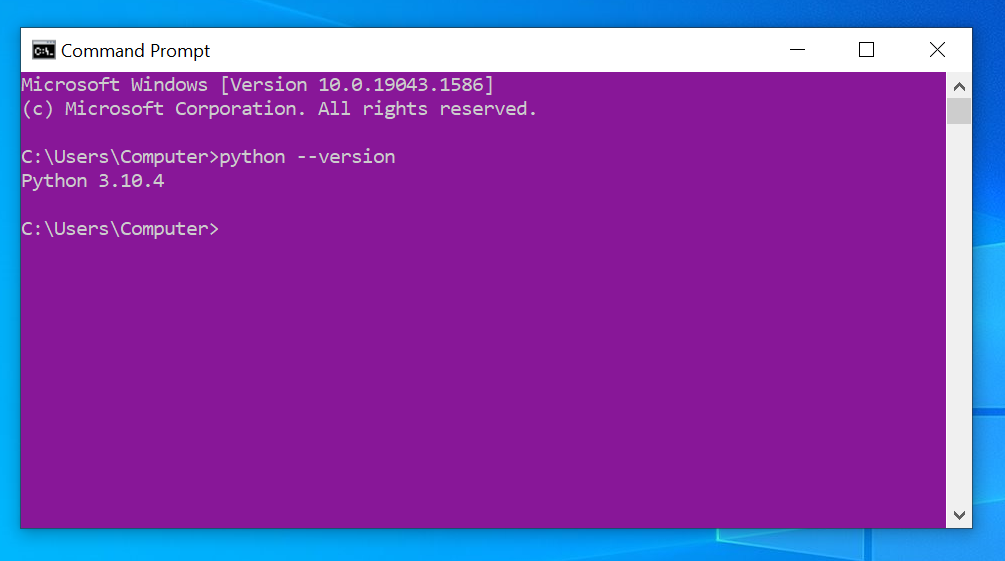 Command Prompt
Microsoft Windows [Version 10.0.19043.1586]
(c) Microsoft Corporation. All rights reserved.
C:\Users\Computer>python --version
Python 3.10.4
C:\Users\Computer>